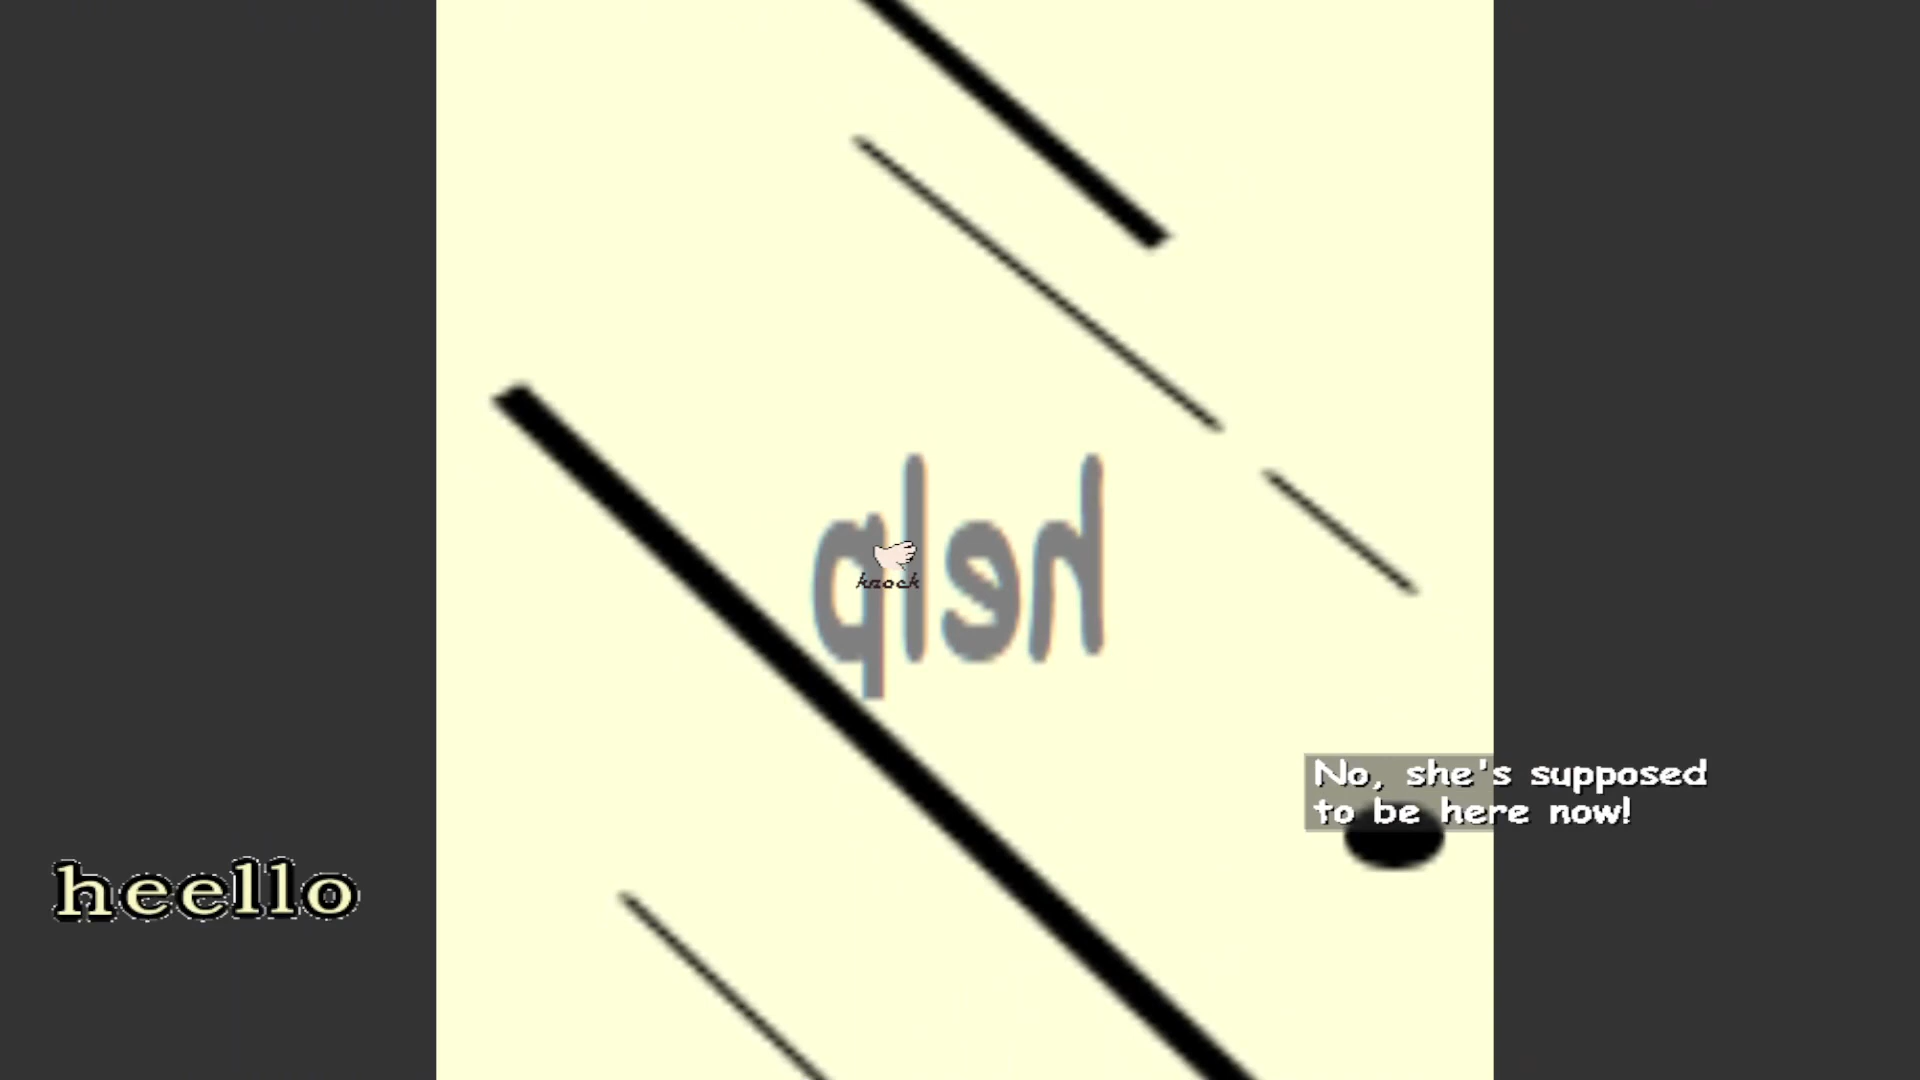 help
knock
No, she's supposed
to be here now!
heello